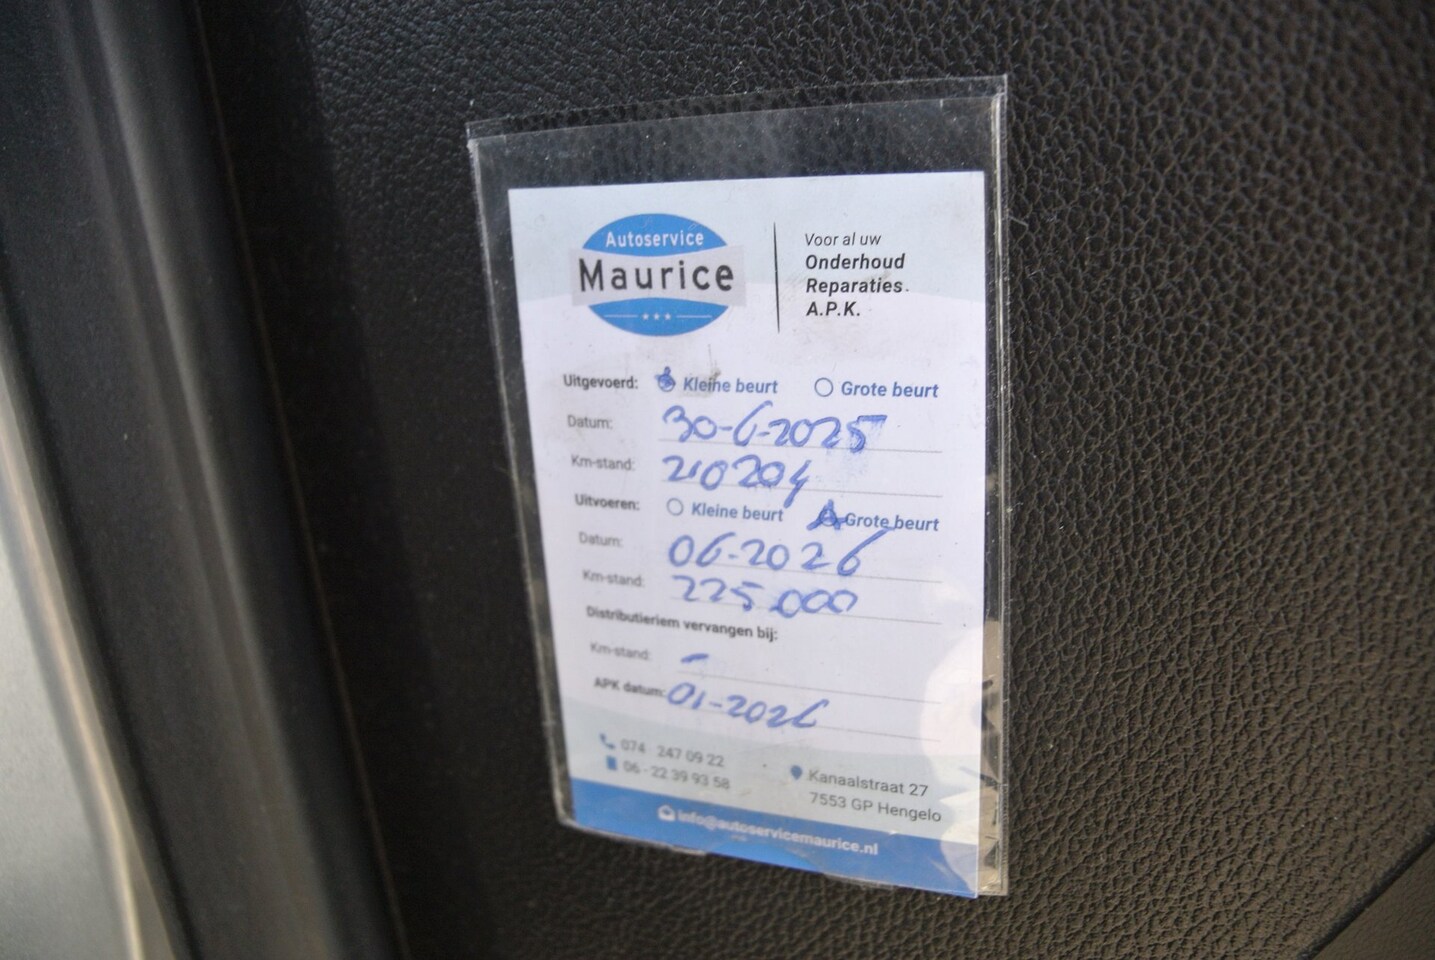 Autoservice
Maurice
Voor al uw
Onderhoud
Reparaties.
A.P.K.
Uitgevoerd: Kleine beurt Grote beurt
Datum: 30-6-2025
Km-stand: 210204
Uitvoeren: Kleine beurt Grote beurt
Datum: 06-2026
Km-stand: 225.000
Distributieriem vervangen bij:
Km-stand: -
APK datum: 01-2026
074 - 247 09 22
06 - 22 39 93 58
Kanaalstraat 27
7553 GP Hengelo
info@autoservicemaurice.nl